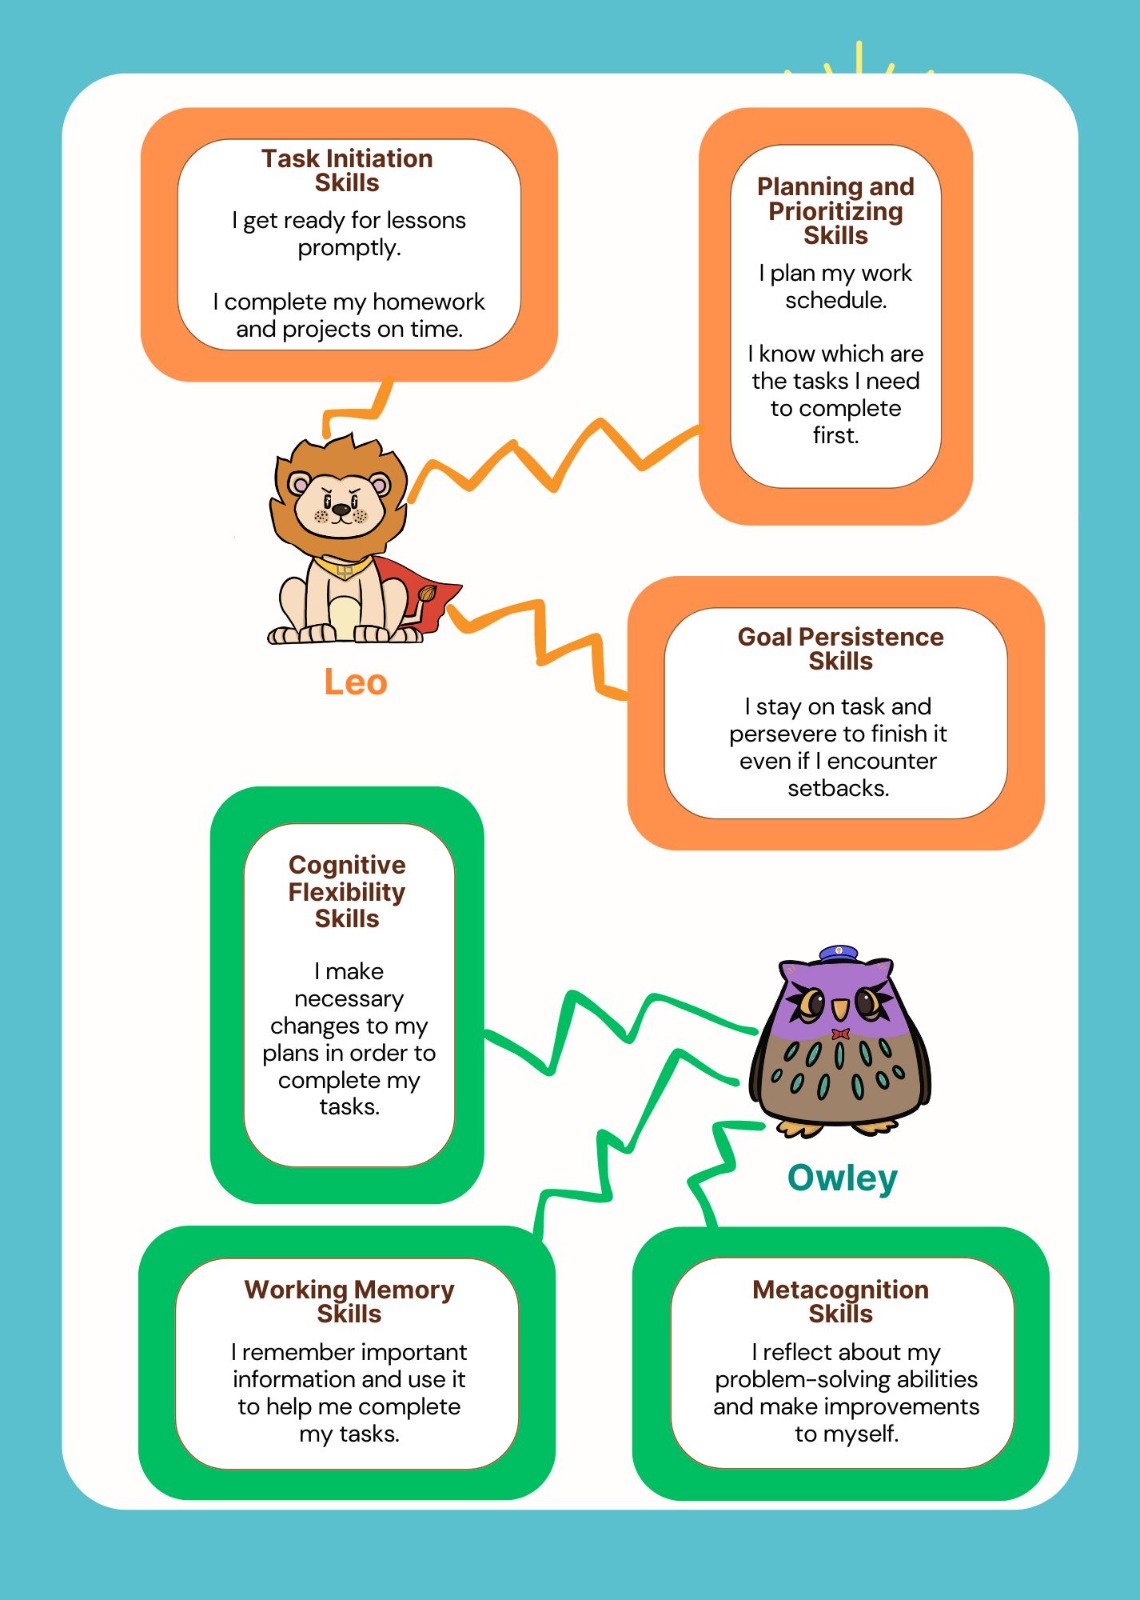 Task Initiation
Skills
I get ready for lessons
promptly.
I complete my homework
and projects on time.
Planning and
Prioritizing
Skills
I plan my work
schedule.
I know which are
the tasks I need
to complete
first.
Leo
Goal Persistence
Skills
I stay on task and
persevere to finish it
even if I encounter
setbacks.
Cognitive
Flexibility
Skills
I make
necessary
changes to my
plans in order to
complete my
tasks.
Owley
Working Memory
Skills
I remember important
information and use it
to help me complete
my tasks.
Metacognition
Skills
I reflect about my
problem-solving abilities
and make improvements
to myself.